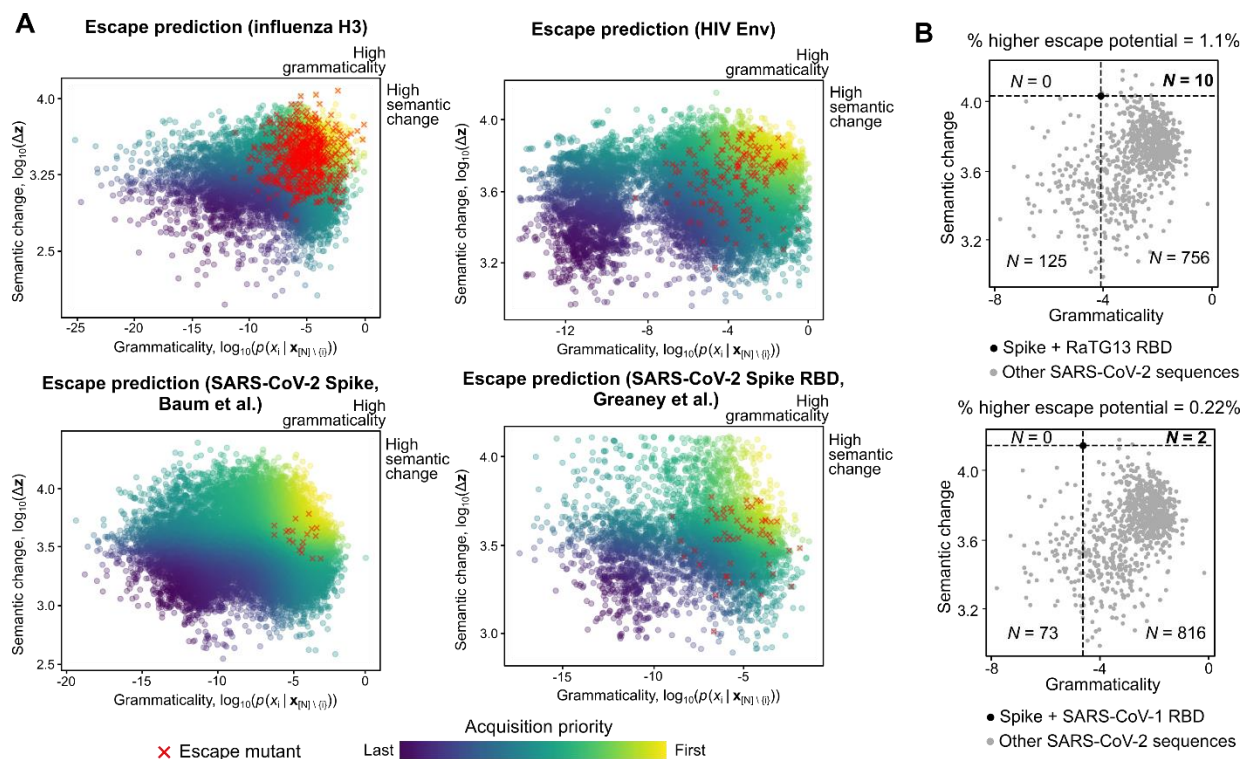 A
Escape prediction (influenza H3)
High
grammaticality
High
semantic
change
4.0
3.25
2.5
Semantic change, log10(Δz)
-25
-20
-15
-10
-5
0
Grammaticality, log10(p(xi | x[N] \ {i}))
Escape prediction (HIV Env)
High
grammaticality
High
semantic
change
4.0
3.6
3.2
Semantic change, log10(Δz)
-12
-8
-4
0
Grammaticality, log10(p(xi | x[N] \ {i}))
Escape prediction (SARS-CoV-2 Spike,
Baum et al.)
High
grammaticality
High
semantic
change
4.0
3.5
3.0
2.5
Semantic change, log10(Δz)
-20
-15
-10
-5
0
Grammaticality, log10(p(xi | x[N] \ {i}))
Escape prediction (SARS-CoV-2 Spike RBD,
Greaney et al.)
High
grammaticality
High
semantic
change
4.0
3.5
3.0
Semantic change, log10(Δz)
-15
-10
-5
Grammaticality, log10(p(xi | x[N] \ {i}))
Escape mutant
Acquisition priority
Last
First
B
% higher escape potential = 1.1%
N = 0
N = 10
4.0
3.6
3.2
Semantic change
N = 125
N = 756
-8
-4
0
Grammaticality
Spike + RaTG13 RBD
Other SARS-CoV-2 sequences
% higher escape potential = 0.22%
N = 0
N = 2
4.0
3.6
3.2
Semantic change
N = 73
N = 816
-8
-4
0
Grammaticality
Spike + SARS-CoV-1 RBD
Other SARS-CoV-2 sequences